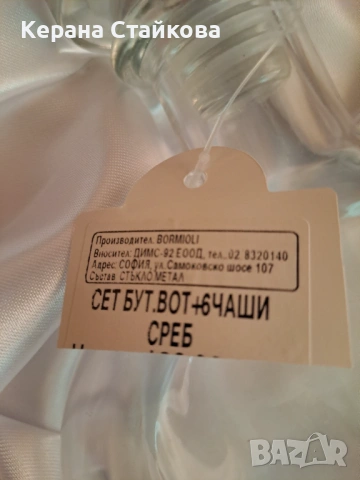 Керана Стайкова
Производител: BORMIOLI
Вносител: ДИМС-92 ЕООД, тел.:02 8320140
Адрес: СОФИЯ, ул.Самоковско шосе 107
Състав: СТЪКЛО,МЕТАЛ
СЕТ БУТ.ВОТ+6ЧАШИ
СРЕБ
BAZAR